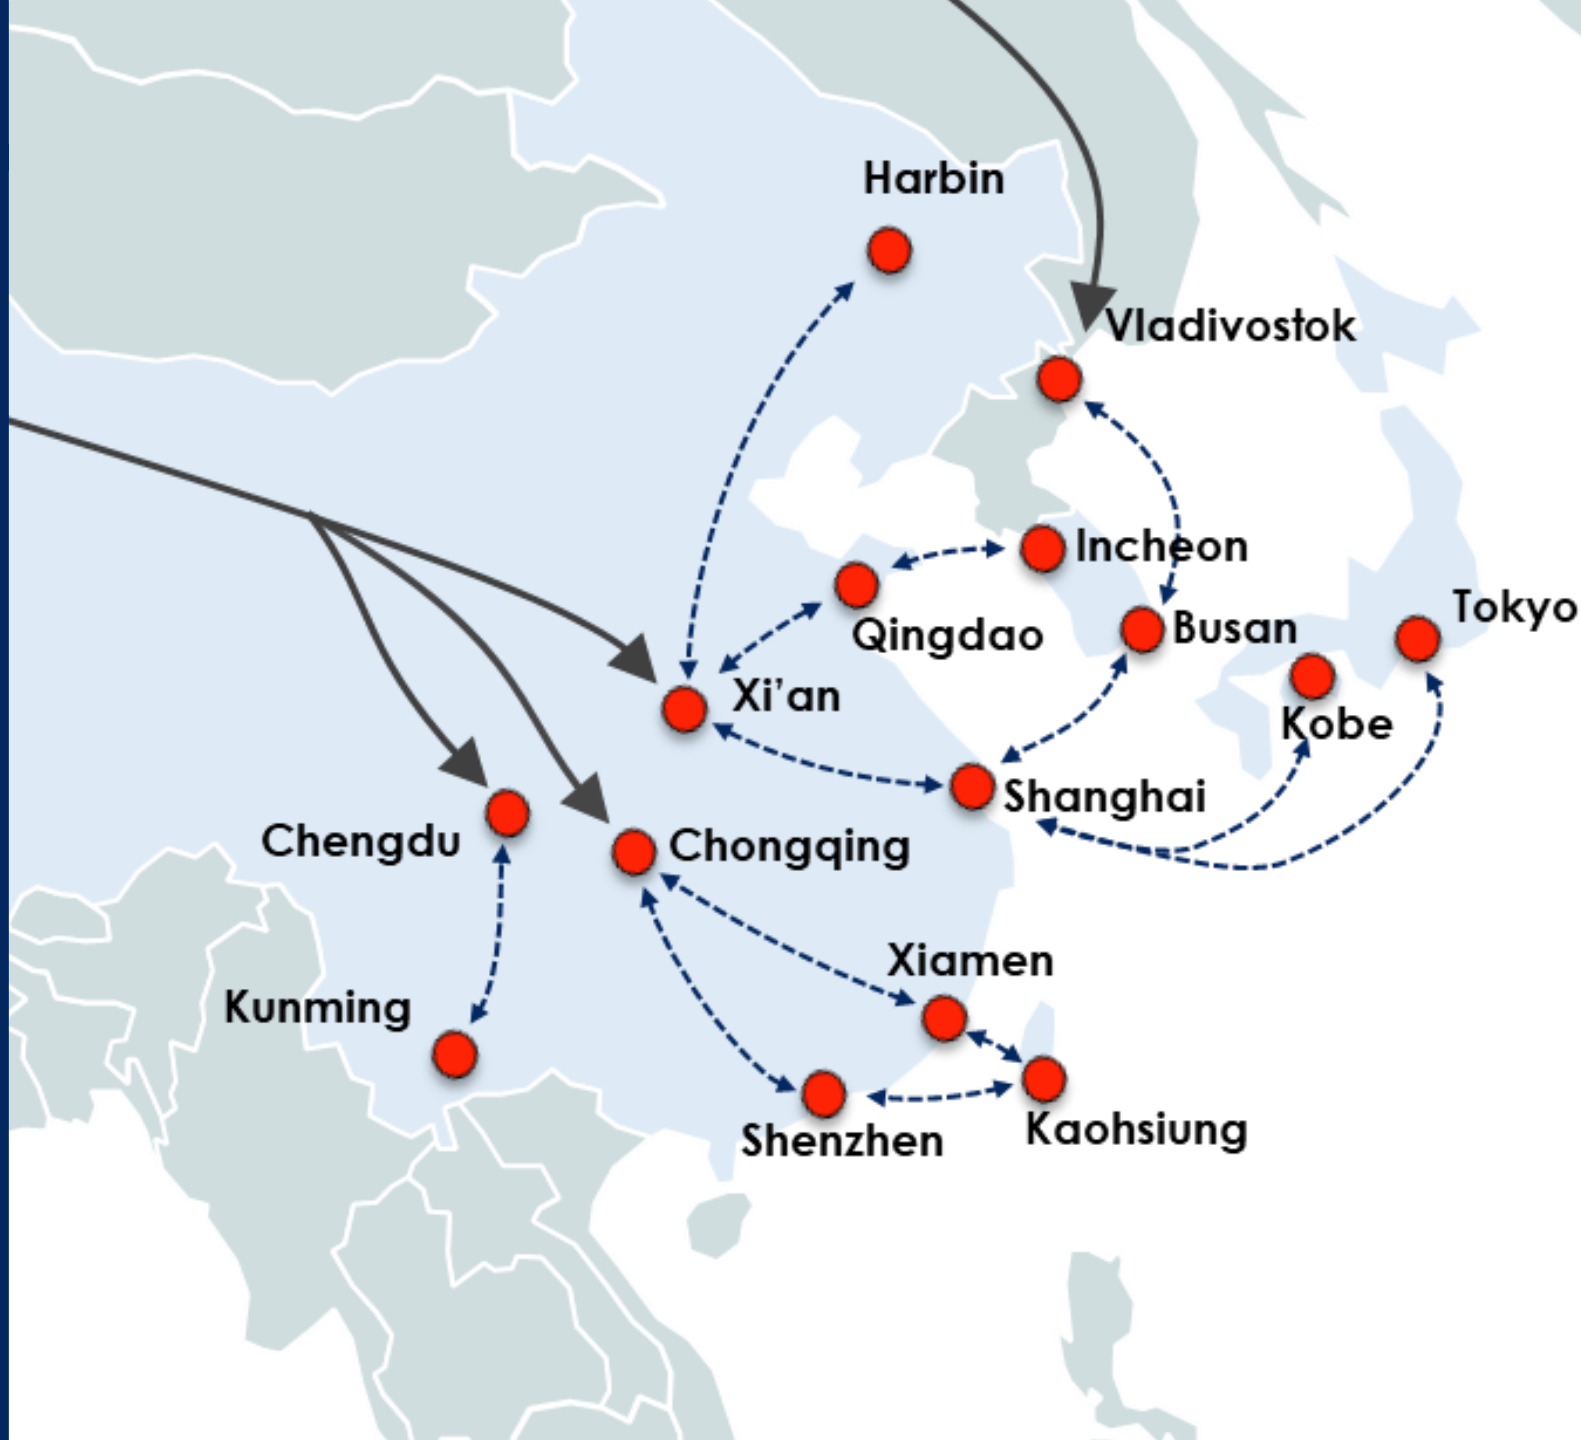 Harbin
Vladivostok
Incheon
Qingdao
Busan
Tokyo
Xi’an
Kobe
Shanghai
Chengdu
Chongqing
Xiamen
Kunming
Shenzhen
Kaohsiung